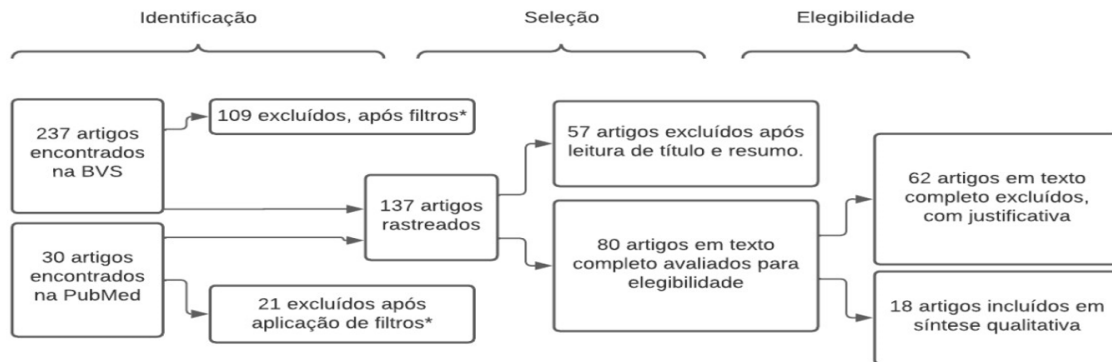 Identificação
Seleção
Elegibilidade
237 artigos
encontrados
na BVS
109 excluídos, após filtros*
30 artigos
encontrados
na PubMed
21 excluídos após
aplicação de filtros*
137 artigos
rastreados
57 artigos excluídos após
leitura de título e resumo.
80 artigos em texto
completo avaliados para
elegibilidade
62 artigos em texto
completo excluídos,
com justificativa
18 artigos incluídos em
síntese qualitativa